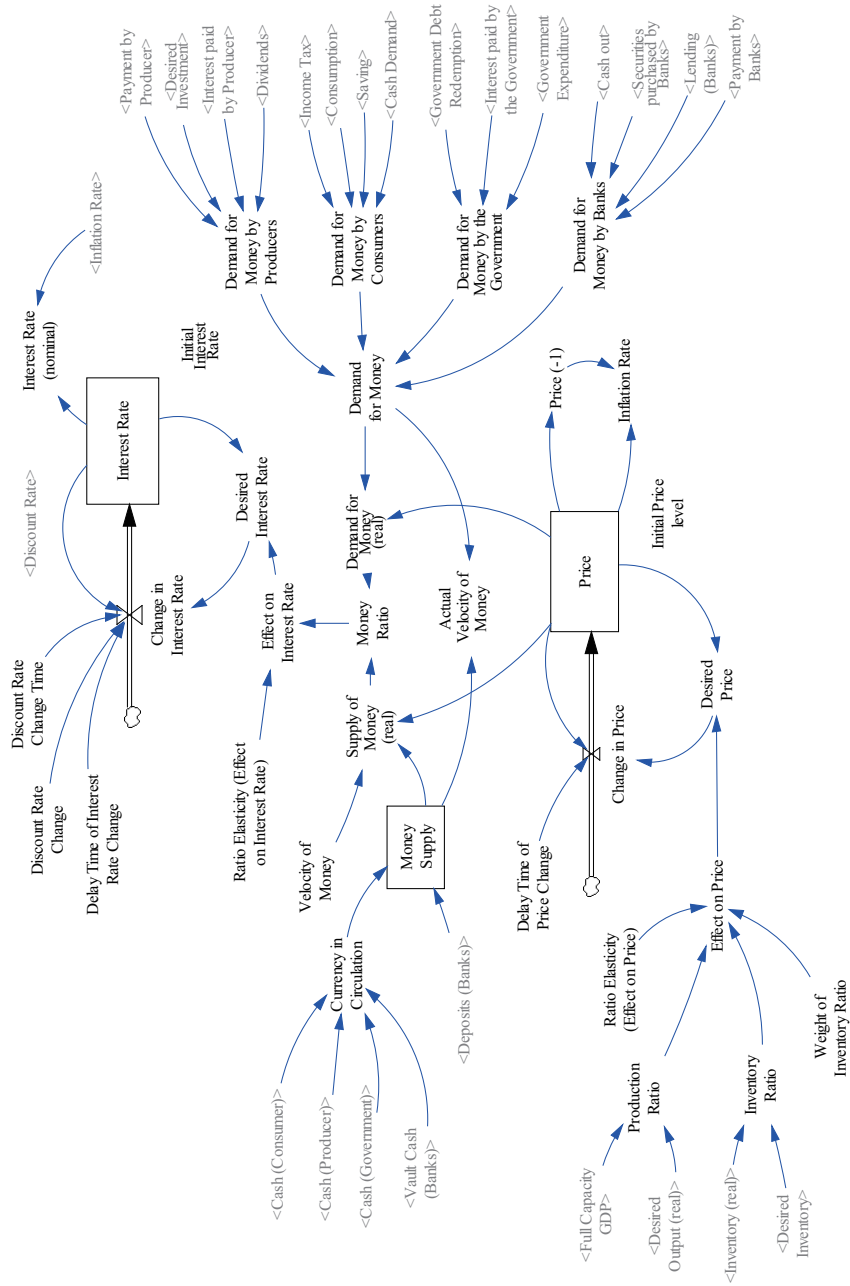 <Discount Rate>
Discount Rate
Change Time
Discount Rate
Change
Delay Time of Interest
Rate Change
Change in
Interest Rate
Interest Rate
Interest Rate
(nominal)
<Inflation Rate>
Initial
Interest
Rate
Desired
Interest Rate
Effect on
Interest Rate
Ratio Elasticity (Effect
on Interest Rate)
<Payment by
Producer>
<Desired
Investment>
<Interest paid
by Producer>
<Dividends>
Demand for
Money by
Producers
<Income Tax>
<Consumption>
<Saving>
<Cash Demand>
Demand for
Money by
Consumers
<Government Debt
Redemption>
<Interest paid by
the Government>
<Government
Expenditure>
Demand for
Money by the
Government
<Cash out>
<Securities
purchased by
Banks>
<Lending
(Banks)>
<Payment by
Banks>
Demand for
Money by Banks
Demand
for Money
Demand for
Money
(real)
Money
Ratio
Supply of
Money
(real)
Velocity of
Money
Actual
Velocity of
Money
Money
Supply
Currency in
Circulation
<Cash (Consumer)>
<Cash (Producer)>
<Cash (Government)>
<Vault Cash
(Banks)>
<Deposits (Banks)>
Price (-1)
Inflation Rate
Price
Initial Price
level
Change in Price
Delay Time of
Price Change
Desired
Price
Effect on Price
Ratio Elasticity
(Effect on Price)
Production
Ratio
<Full Capacity
GDP>
<Desired
Output (real)>
Inventory
Ratio
<Inventory (real)>
<Desired
Inventory>
Weight of
Inventory Ratio